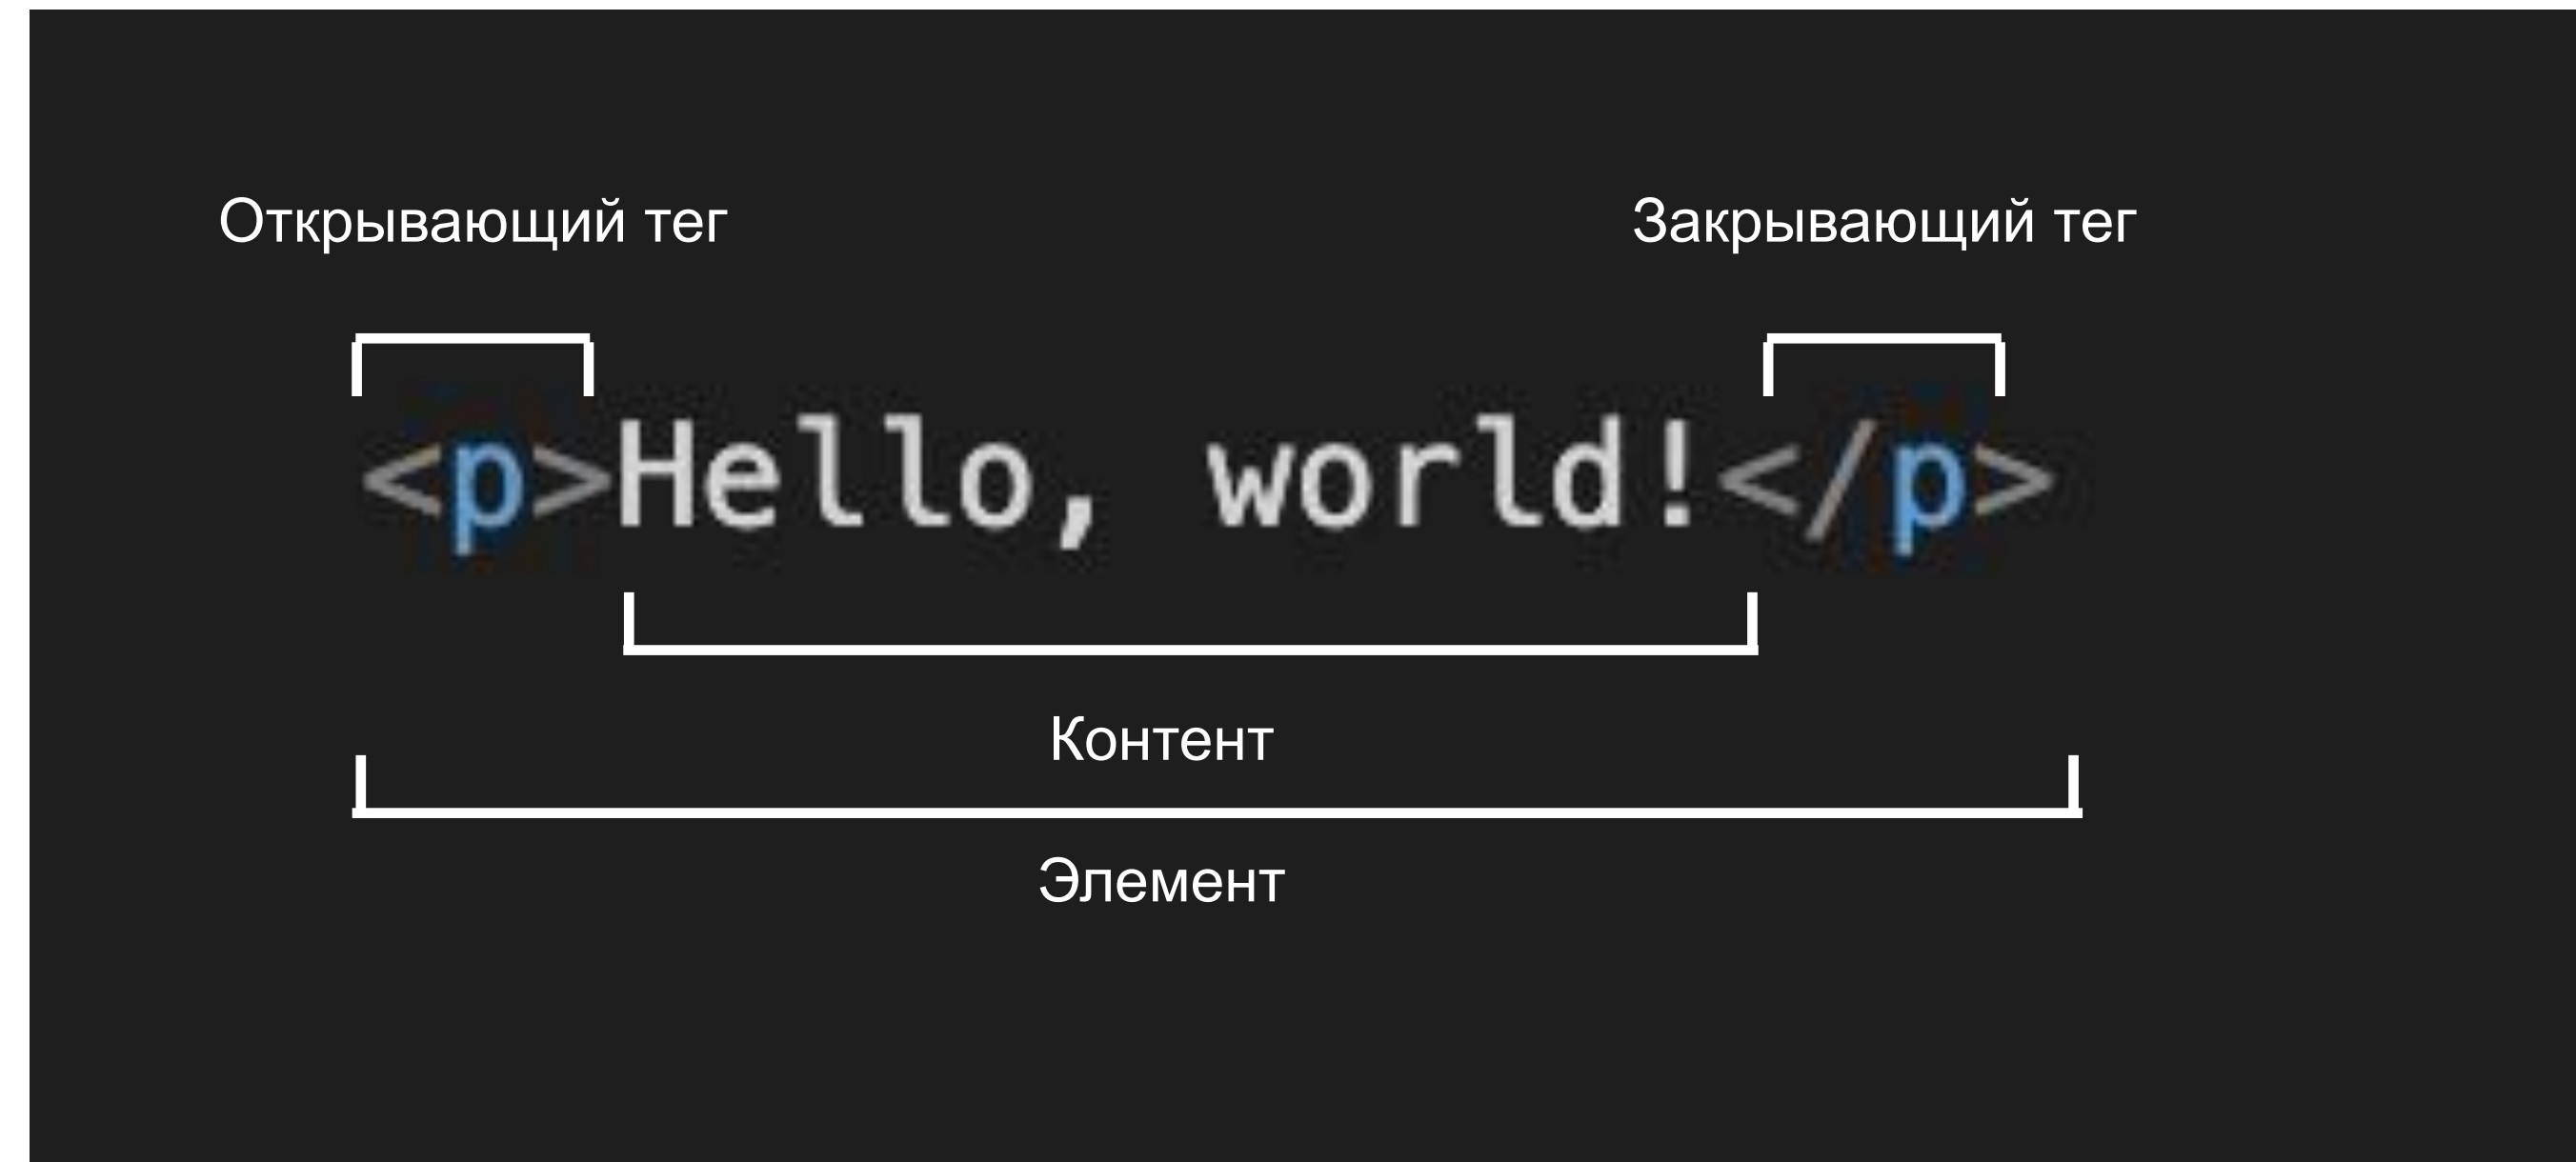 Открывающий тег
Закрывающий тег
<p>Hello, world!</p>
Контент
Элемент